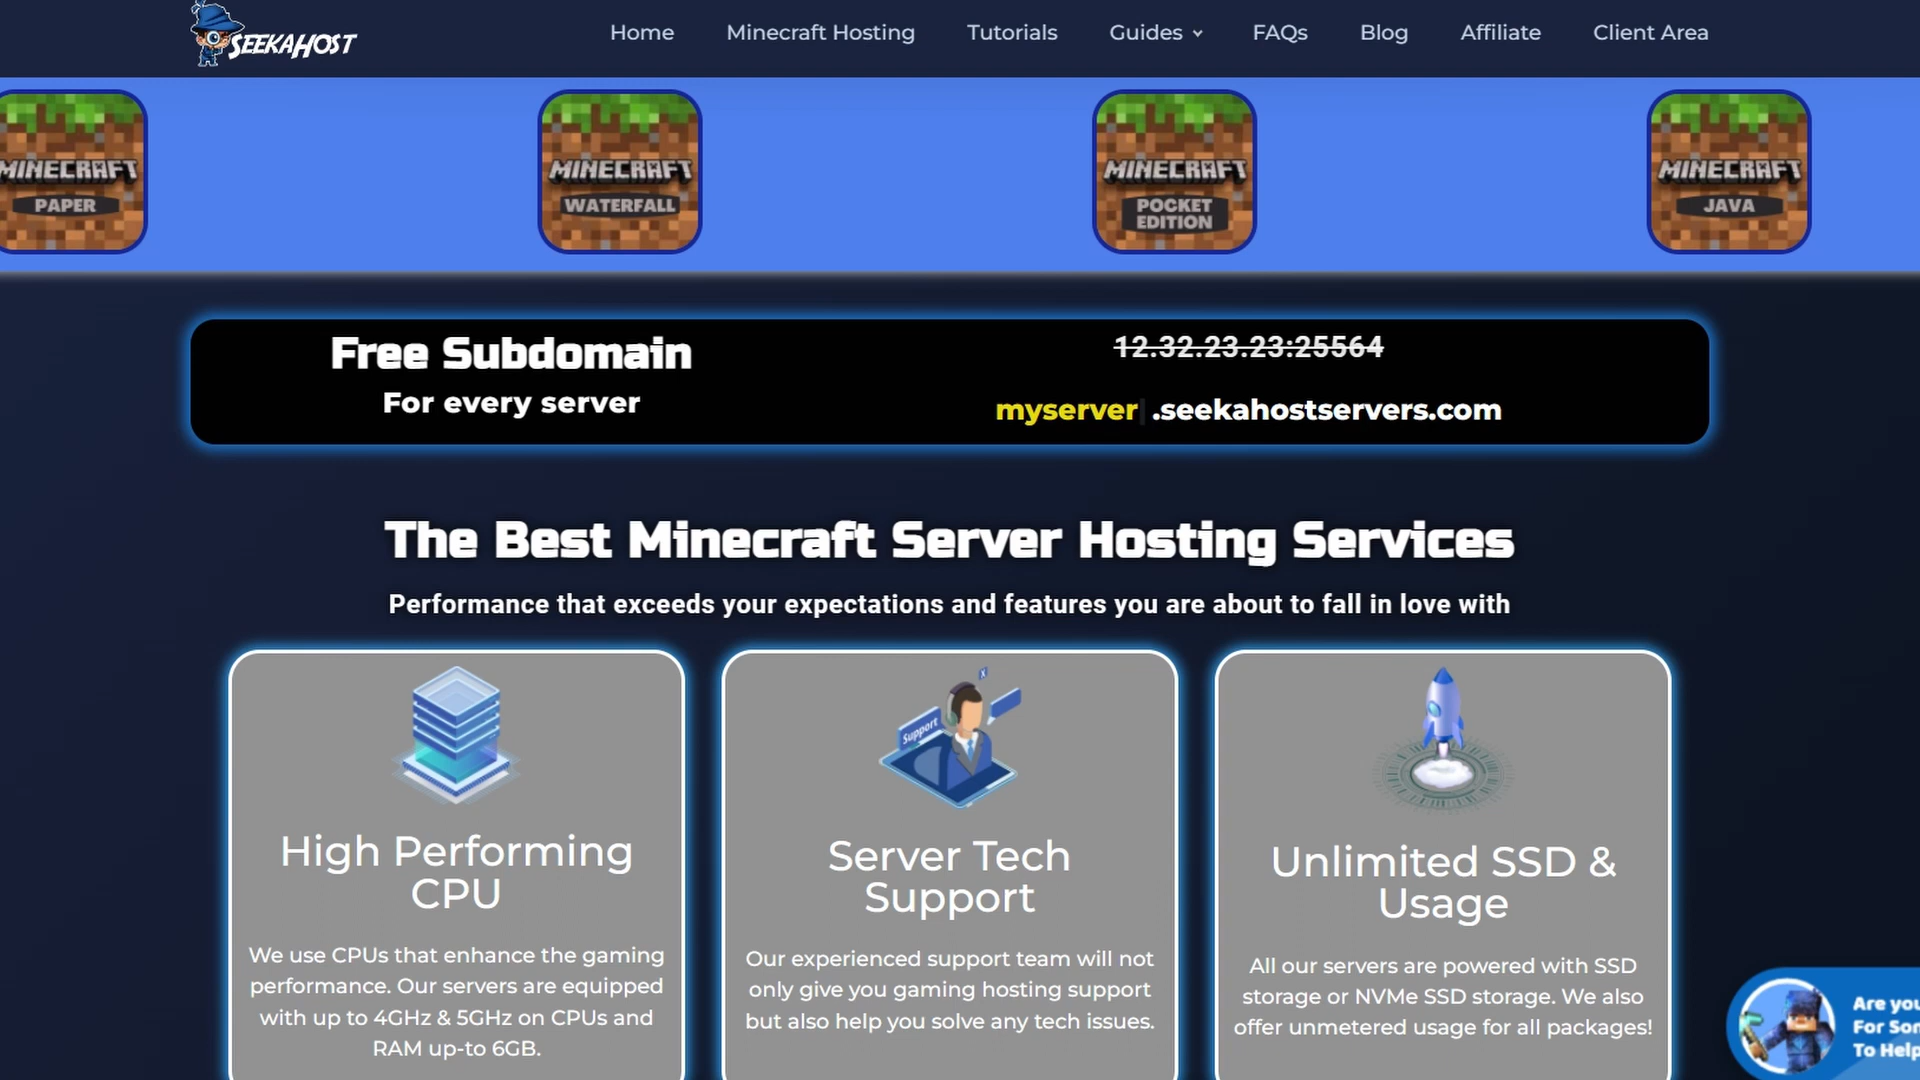 SEEKAHOST
Home
Minecraft Hosting
Tutorials
Guides
FAQs
Blog
Affiliate
Client Area
MINECRAFT
PAPER
MINECRAFT
WATERFALL
MINECRAFT
POCKET
EDITION
MINECRAFT
JAVA
Free Subdomain
For every server
12.32.23.23:25564
myserver .seekahostservers.com
The Best Minecraft Server Hosting Services
Performance that exceeds your expectations and features you are about to fall in love with
High Performing
CPU
We use CPUs that enhance the gaming
performance. Our servers are equipped
with up to 4GHz & 5GHz on CPUs and
RAM up-to 6GB.
Support
X
Server Tech
Support
Our experienced support team will not
only give you gaming hosting support
but also help you solve any tech issues.
Unlimited SSD &
Usage
All our servers are powered with SSD
storage or NVMe SSD storage. We also
offer unmetered usage for all packages!
Are you
For Som
To Help